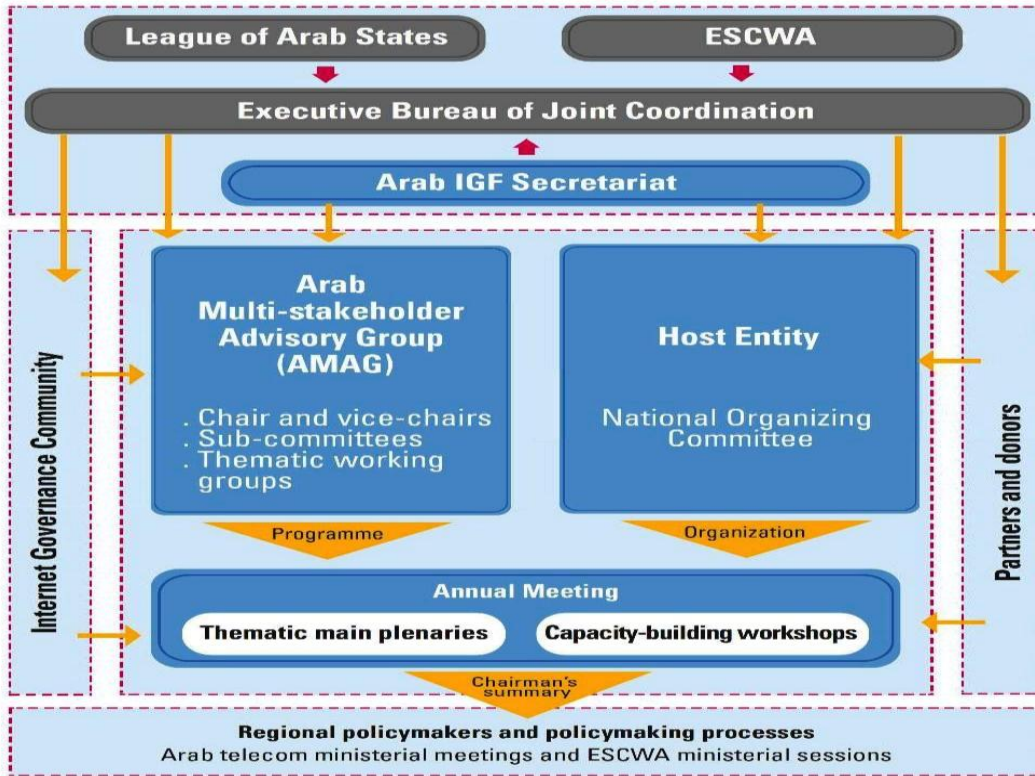 League of Arab States
ESCWA
Executive Bureau of Joint Coordination
Arab IGF Secretariat
Internet Governance Community
Arab
Multi-stakeholder
Advisory Group
(AMAG)
. Chair and vice-chairs
. Sub-committees
. Thematic working
groups
Host Entity
National Organizing
Committee
Partners and donors
Programme
Organization
Annual Meeting
Thematic main plenaries
Capacity-building workshops
Chairman's
summary
Regional policymakers and policymaking processes
Arab telecom ministerial meetings and ESCWA ministerial sessions